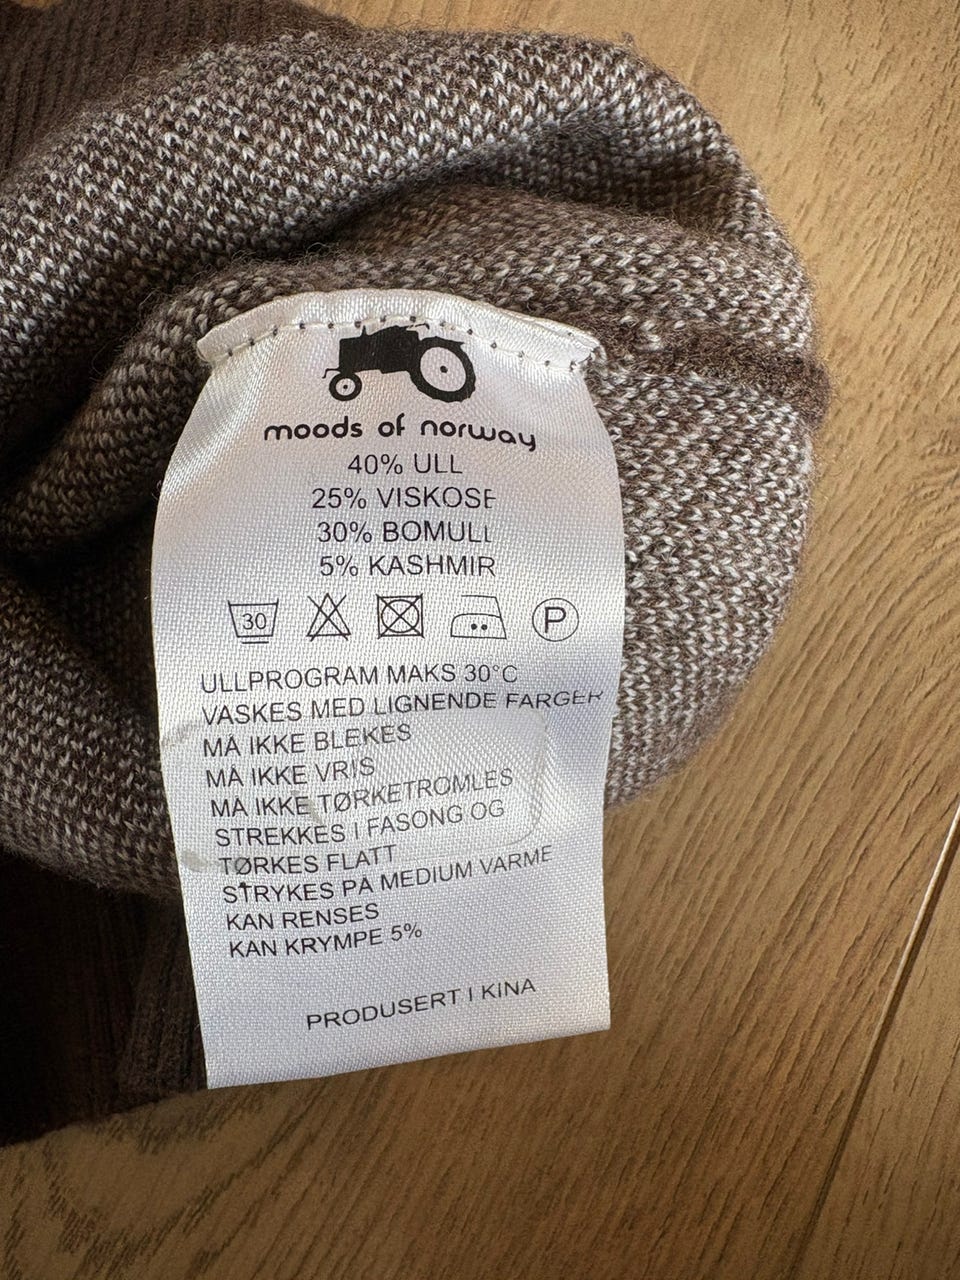 moods of norway
40% ULL
25% VISKOSE
30% BOMULL
5% KASHMIR
30 P
ULLPROGRAM MAKS 30°C
VASKES MED LIGNENDE FARGER
MÅ IKKE BLEKES
MÅ IKKE VRIS
MÅ IKKE TØRKETROMLES
STREKKES I FASONG OG
TØRKES FLATT
STRYKES PÅ MEDIUM VARME
KAN RENSES
KAN KRYMPE 5%
PRODUSERT I KINA